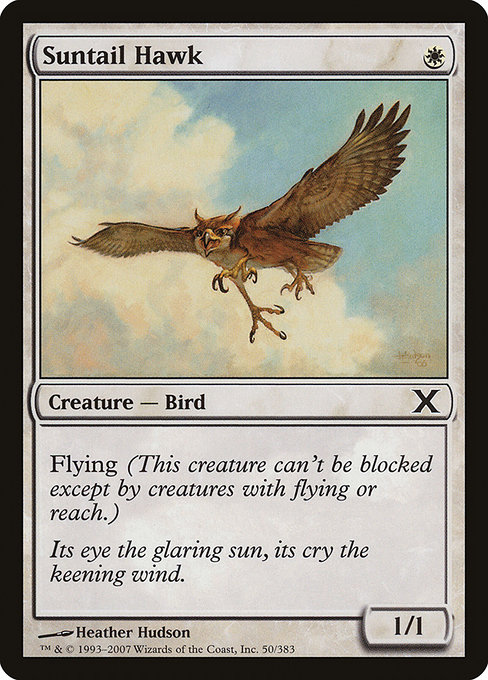 Suntail Hawk
Creature — Bird
X
Flying (This creature can't be blocked
except by creatures with flying or
reach.)
Its eye the glaring sun, its cry the
keening wind.
1/1
Heather Hudson
™ & © 1993–2007 Wizards of the Coast, Inc. 50/383